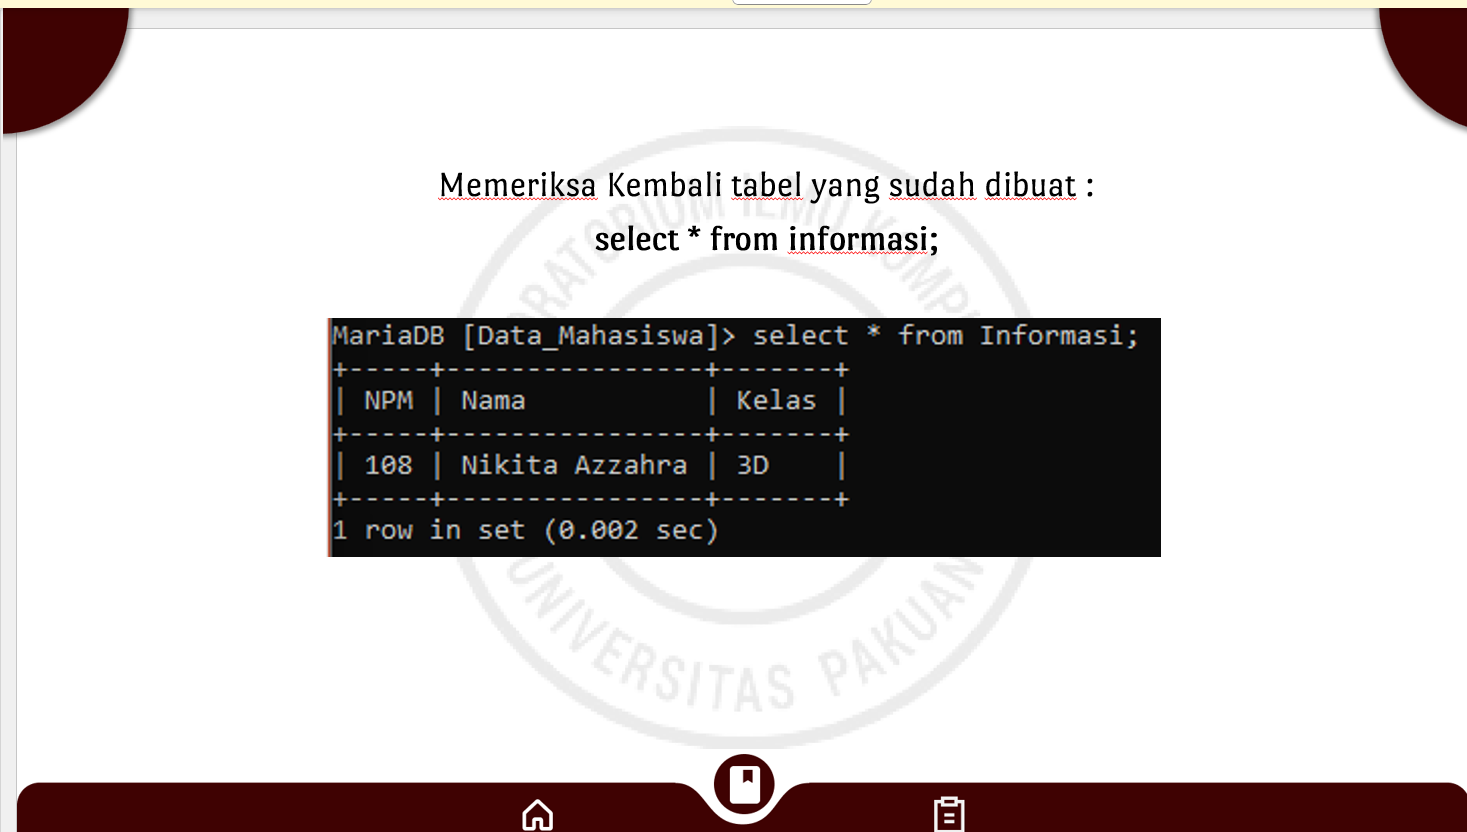 Memeriksa Kembali tabel yang sudah dibuat :
select * from informasi;
MariaDB [Data_Mahasiswa]> select * from Informasi;
+-----+----------------+-------+
| NPM | Nama           | Kelas |
+-----+----------------+-------+
| 108 | Nikita Azzahra | 3D    |
+-----+----------------+-------+
1 row in set (0.002 sec)
UNIVERSITAS PAKUAN